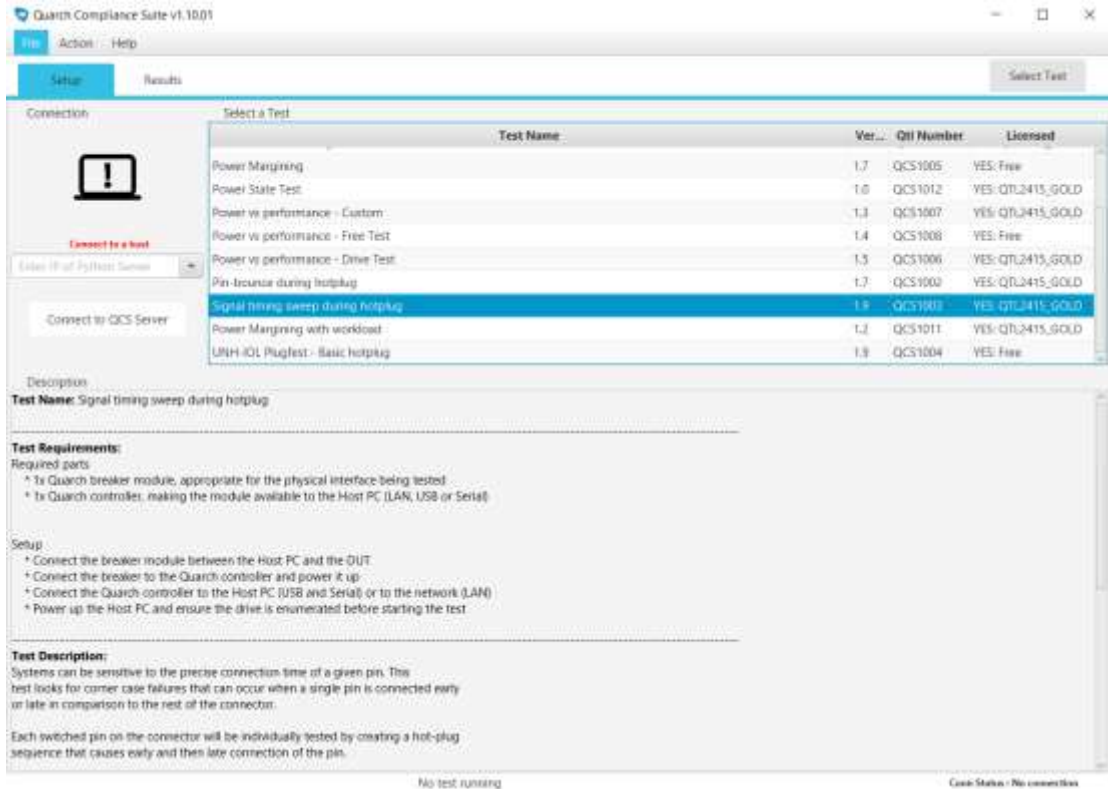 Quarch Compliance Suite v1.10.01
File Action Help
Setup Results Select Test
Connection Select a Test
Test Name Ver... Qtl Number Licensed
Power Margining 1.7 QCS1005 YES: Free
Power State Test 1.0 QCS1012 YES: QTL2415_GOLD
Power vs performance - Custom 1.3 QCS1007 YES: QTL2415_GOLD
Power vs performance - Free Test 1.4 QCS1008 YES: Free
Power vs performance - Drive Test 1.5 QCS1006 YES: QTL2415_GOLD
Pin-bounce during hotplug 1.7 QCS1002 YES: QTL2415_GOLD
Signal timing sweep during hotplug 1.9 QCS1003 YES: QTL2415_GOLD
Power Margining with workload 1.2 QCS1011 YES: QTL2415_GOLD
UNH-IOL Plugfest - Basic hotplug 1.9 QCS1004 YES: Free
Connect to a host
Enter IP of Python Server
Connect to QCS Server
Description
Test Name: Signal timing sweep during hotplug
Test Requirements:
Required parts
* 1x Quarch breaker module, appropriate for the physical interface being tested
* 1x Quarch controller, making the module available to the Host PC (LAN, USB or Serial)
Setup
* Connect the breaker module between the Host PC and the DUT
* Connect the breaker to the Quarch controller and power it up
* Connect the Quarch controller to the Host PC (USB and Serial) or to the network (LAN)
* Power up the Host PC and ensure the drive is enumerated before starting the test
Test Description:
Systems can be sensitive to the precise connection time of a given pin. This
test looks for corner case failures that can occur when a single pin is connected early
or late in comparison to the rest of the connector.
Each switched pin on the connector will be individually tested by creating a hot-plug
sequence that causes early and then late connection of the pin.
No test running Conn Status - No connection